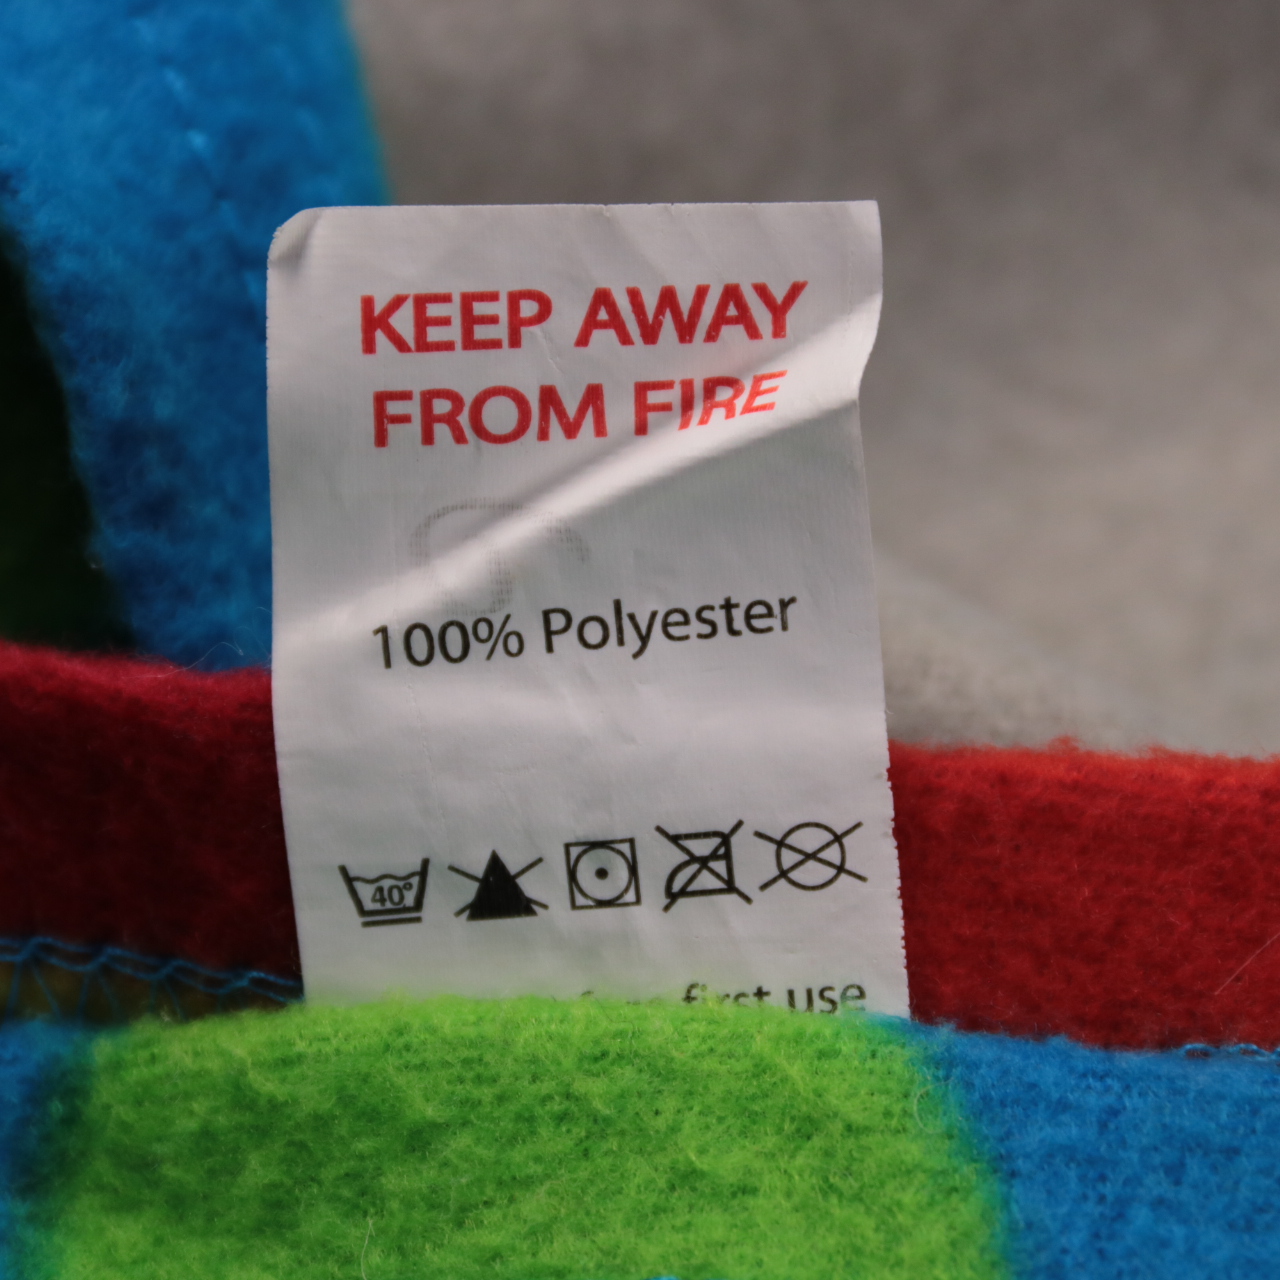 KEEP AWAY
FROM FIRE
100% Polyester
40°
first use